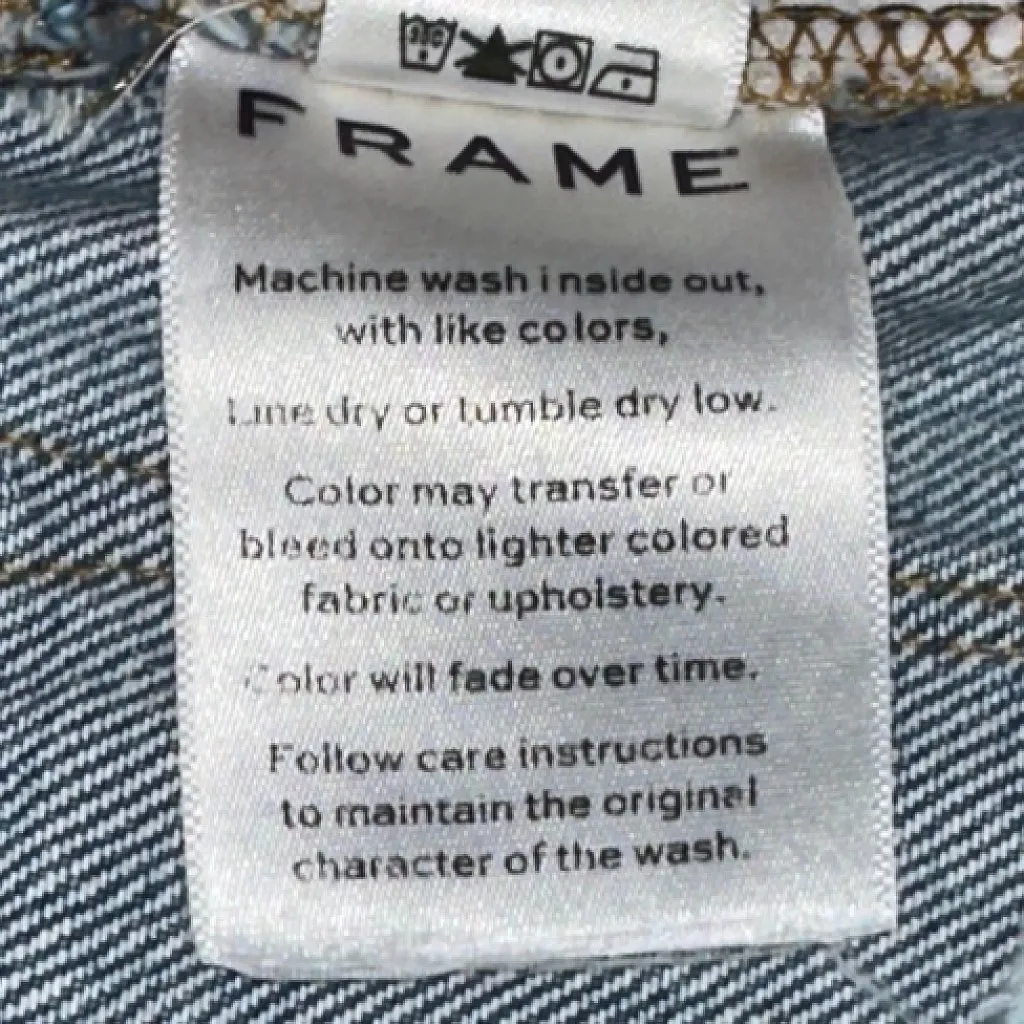 FRAME
Machine wash inside out,
with like colors,
Line dry or tumble dry low.
Color may transfer or
bleed onto lighter colored
fabric or upholstery.
Color will fade over time.
Follow care instructions
to maintain the original
character of the wash.